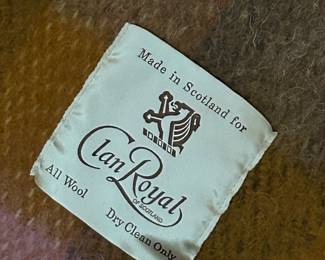 Made in Scotland for
Clan Royal
OF SCOTLAND
All Wool
Dry Clean Only